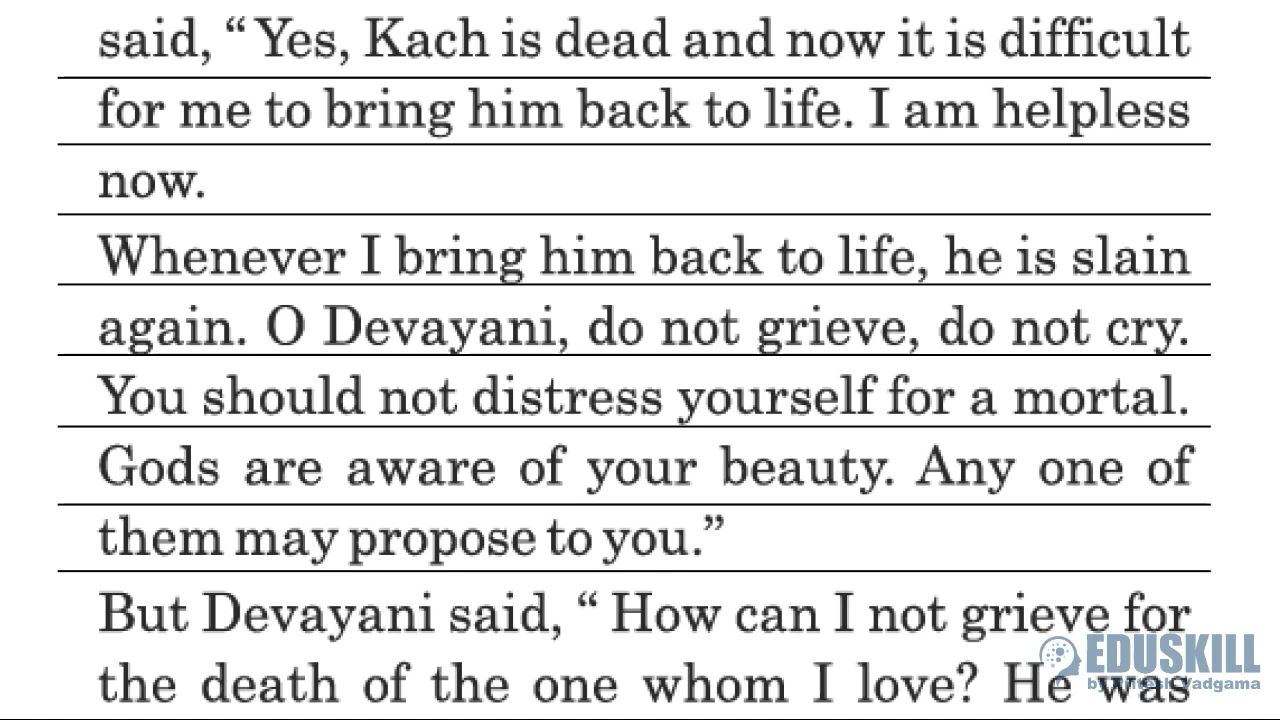 said, “ Yes, Kach is dead and now it is difficult
for me to bring him back to life. I am helpless
now.
Whenever I bring him back to life, he is slain
again. O Devayani, do not grieve, do not cry.
You should not distress yourself for a mortal.
Gods are aware of your beauty. Any one of
them may propose to you.”
But Devayani said, “ How can I not grieve for
the death of the one whom I love? He was
EDUSKILL
by Pritesh Vadgama